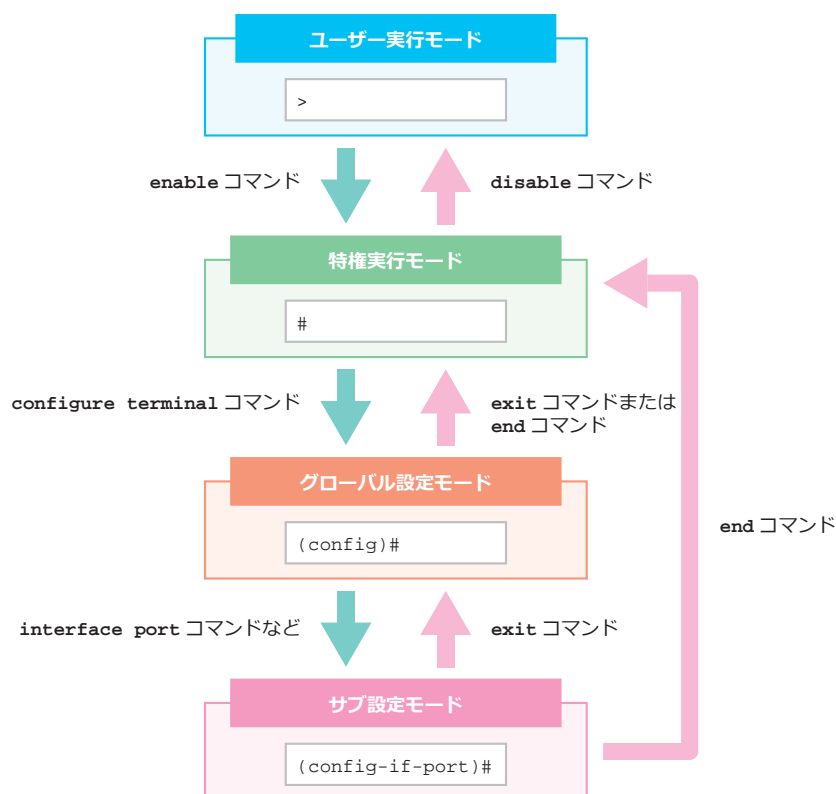 ユーザー実行モード
>
enable コマンド
disable コマンド
特権実行モード
#
configure terminal コマンド
exit コマンドまたは
end コマンド
グローバル設定モード
(config)#
end コマンド
interface port コマンドなど
exit コマンド
サブ設定モード
(config-if-port)#